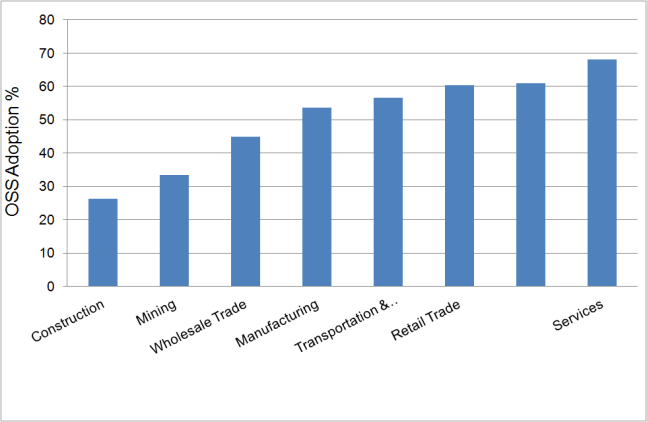 80
70
60
50
40
30
20
10
0
OSS Adoption %
Construction
Mining
Wholesale Trade
Manufacturing
Transportation &..
Retail Trade
Services